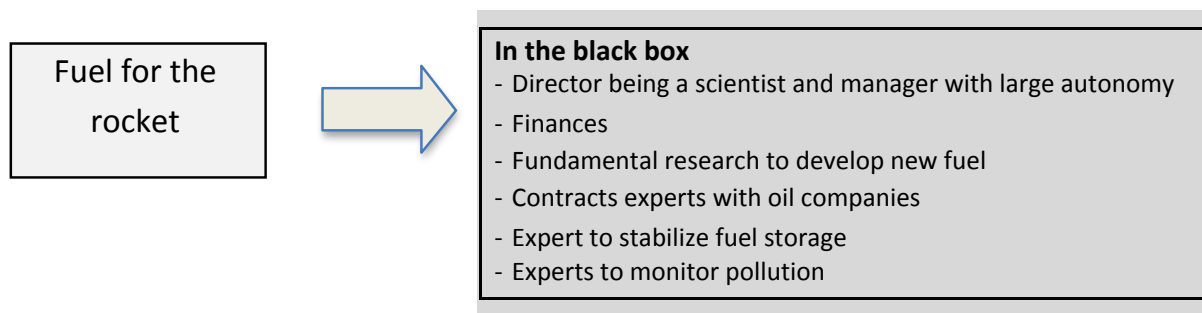 Fuel for the
rocket
In the black box
- Director being a scientist and manager with large autonomy
- Finances
- Fundamental research to develop new fuel
- Contracts experts with oil companies
- Expert to stabilize fuel storage
- Experts to monitor pollution